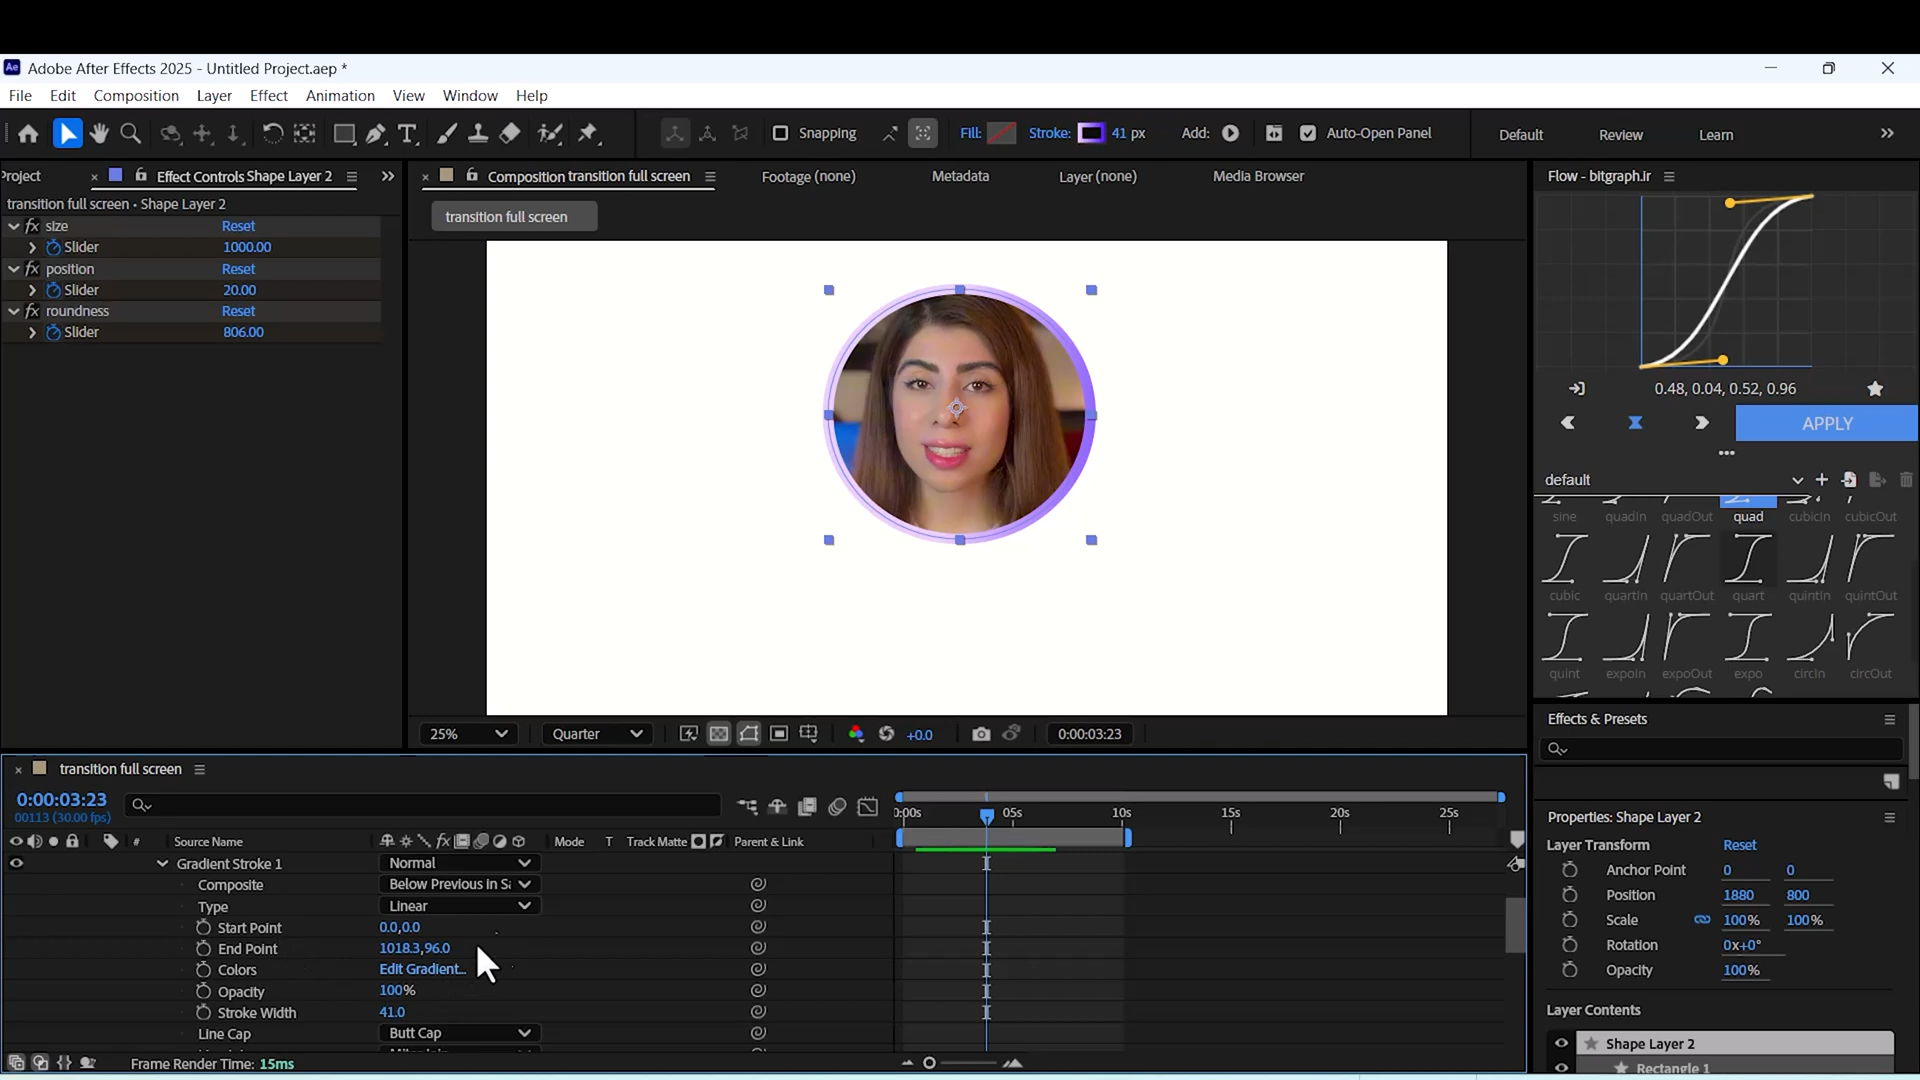 Ae Adobe After Effects 2025 - Untitled Project.aep *
File Edit Composition Layer Effect Animation View Window Help
T Snapping Fill: Stroke: 41 px Add: Auto-Open Panel Default Review Learn »
Project × Effect Controls Shape Layer 2 »
transition full screen • Shape Layer 2
fx size Reset
Slider 1000.00
fx position Reset
Slider 20.00
fx roundness Reset
Slider 806.00
× Composition transition full screen Footage (none) Metadata Layer (none) Media Browser
transition full screen
25% Quarter +0.0 0:00:03:23
Flow - bitgraph.ir
0.48, 0.04, 0.52, 0.96
APPLY
default
sine quadIn quadOut quad cubicIn cubicOut
cubic quartIn quartOut quart quintIn quintOut
quint expoIn expoOut expo circIn circOut
Effects & Presets
Properties: Shape Layer 2
Layer Transform Reset
Anchor Point 0 0
Position 1880 800
Scale 100% 100%
Rotation 0x+0°
Opacity 100%
Layer Contents
Shape Layer 2
Rectangle 1
× transition full screen
0:00:03:23
00113 (30.00 fps)
0:00s 05s 10s 15s 20s 25s
# Source Name fx Mode T Track Matte Parent & Link
Gradient Stroke 1 Normal
Composite Below Previous in Sa
Type Linear
Start Point 0.0,0.0
End Point 1018.3,96.0
Colors Edit Gradient...
Opacity 100%
Stroke Width 41.0
Line Cap Butt Cap
Frame Render Time: 15ms